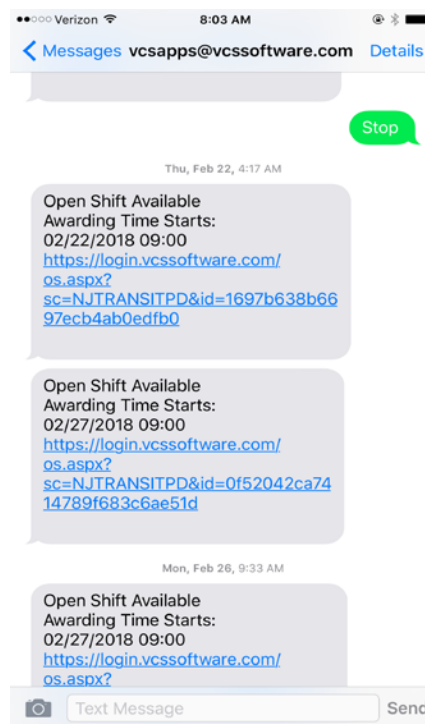 Verizon 8:03 AM
Messages vcsapps@vcssoftware.com Details
Stop
Thu, Feb 22, 4:17 AM
Open Shift Available
Awarding Time Starts:
02/22/2018 09:00
https://login.vcssoftware.com/
os.aspx?
sc=NJTRANSITPD&id=1697b638b66
97ecb4ab0edfb0
Open Shift Available
Awarding Time Starts:
02/27/2018 09:00
https://login.vcssoftware.com/
os.aspx?
sc=NJTRANSITPD&id=0f52042ca74
14789f683c6ae51d
Mon, Feb 26, 9:33 AM
Open Shift Available
Awarding Time Starts:
02/27/2018 09:00
https://login.vcssoftware.com/
os.aspx?
Text Message Send